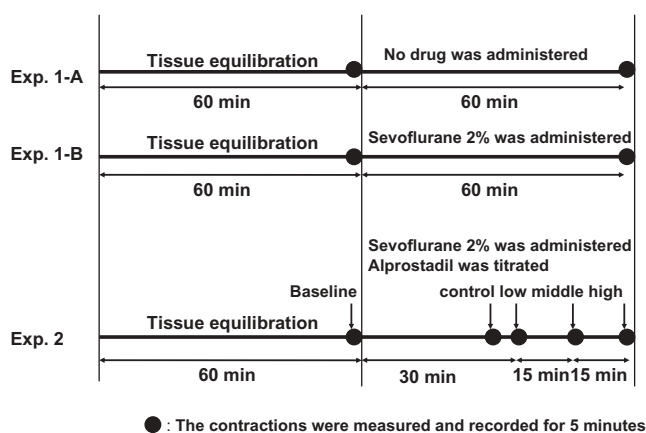 Tissue equilibration
No drug was administered
Exp. 1-A
60 min
60 min
Tissue equilibration
Sevoflurane 2% was administered
Exp. 1-B
60 min
60 min
Sevoflurane 2% was administered
Alprostadil was titrated
Baseline
control low middle high
Tissue equilibration
Exp. 2
60 min
30 min
15 min
15 min
: The contractions were measured and recorded for 5 minutes